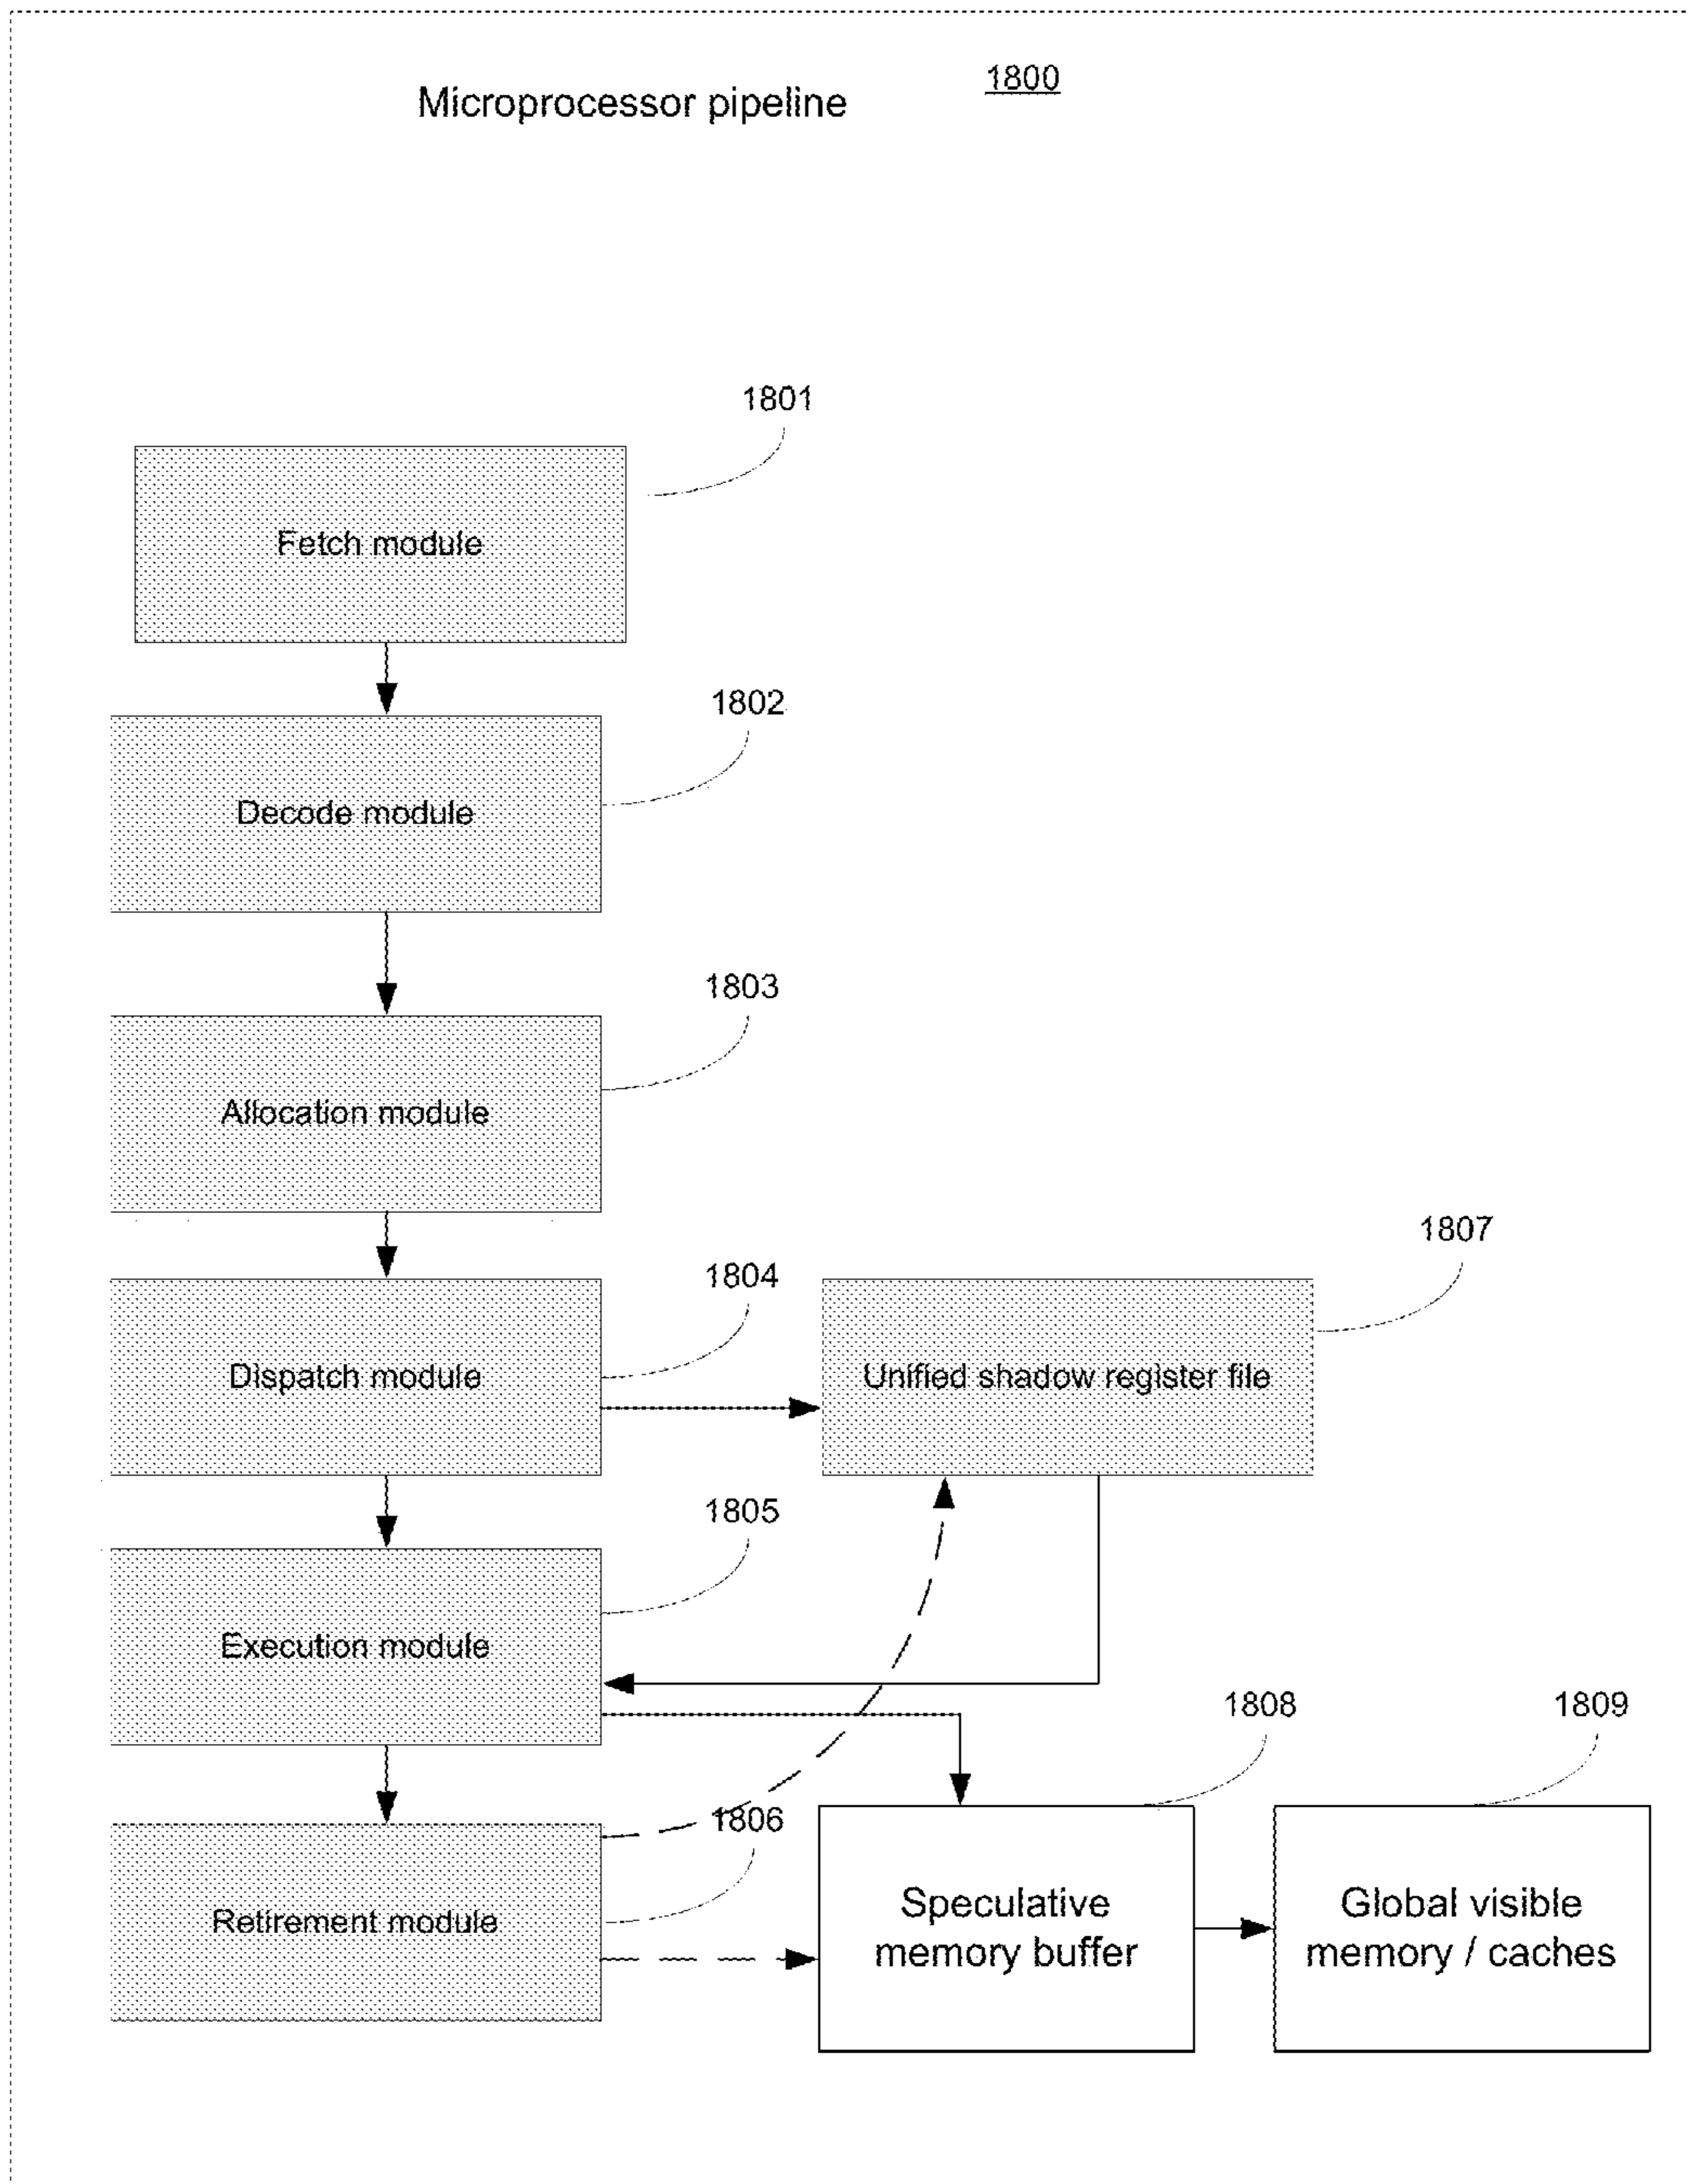 Microprocessor pipeline
1800
1801
Fetch module
1802
Decode module
1803
Allocation module
1804
Dispatch module
1807
Unified shadow register file
1805
Execution module
1808
1809
1806
Retirement module
Speculative
memory buffer
Global visible
memory / caches